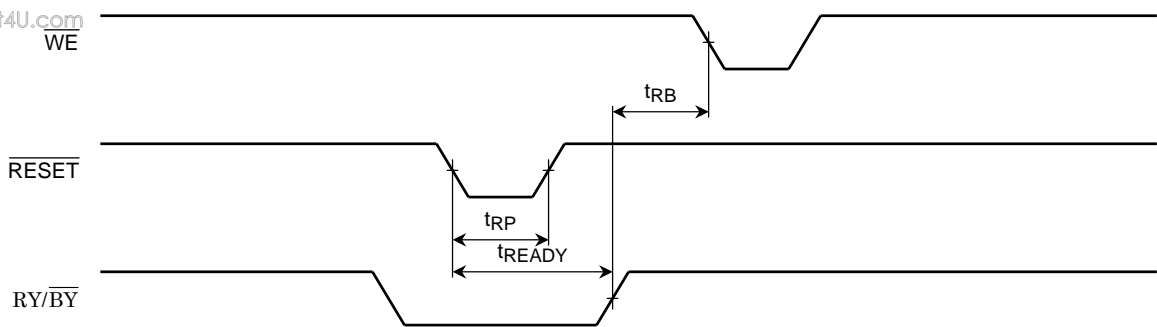 t4U.com
WE
tRB
RESET
tRP
tREADY
RY/BY